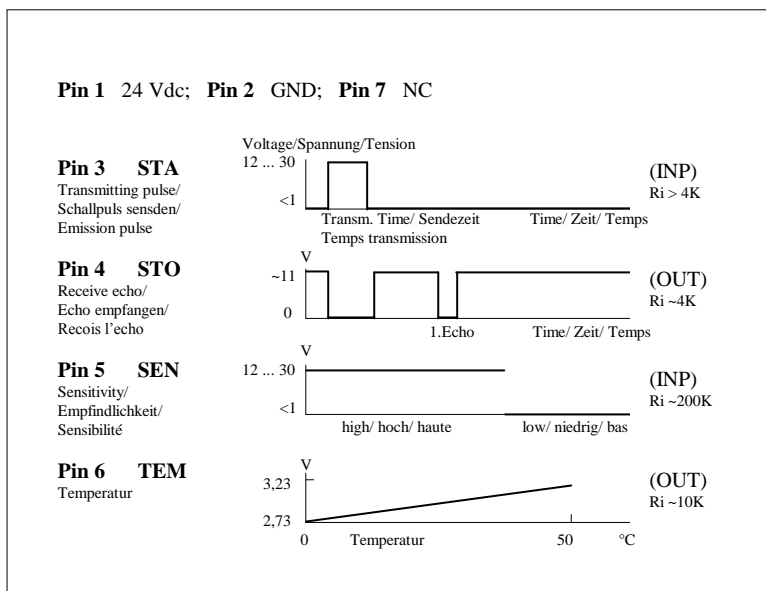 Pin 1 24 Vdc; Pin 2 GND; Pin 7 NC
Voltage/Spannung/Tension
Pin 3 STA
Transmitting pulse/
Schallpuls sensden/
Emission pulse
12 ... 30
<1
Transm. Time/ Sendezeit
Temps transmission
Time/ Zeit/ Temps
(INP)
Ri > 4K
Pin 4 STO
Receive echo/
Echo empfangen/
Recois l'echo
V
~11
0
1.Echo
Time/ Zeit/ Temps
(OUT)
Ri ~4K
Pin 5 SEN
Sensitivity/
Empfindlichkeit/
Sensibilité
V
12 ... 30
<1
high/ hoch/ haute
low/ niedrig/ bas
(INP)
Ri ~200K
Pin 6 TEM
Temperatur
V
3,23
2,73
0
Temperatur
50
°C
(OUT)
Ri ~10K